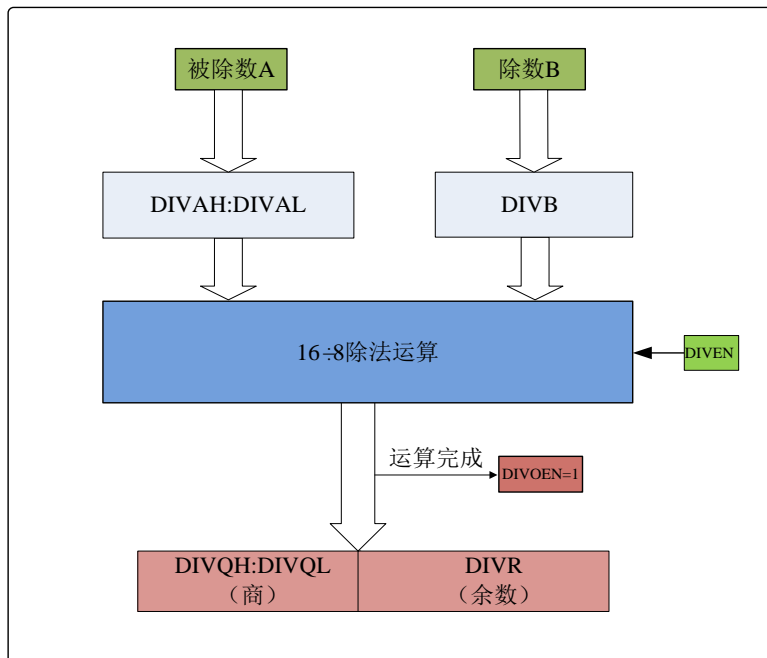 被除数A
除数B
DIVAH:DIVAL
DIVB
16÷8除法运算
DIVEN
运算完成
DIVOEN=1
DIVQH:DIVQL
（商）
DIVR
（余数）